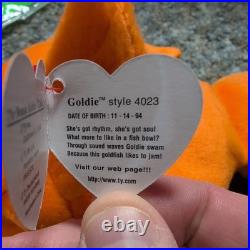 Goldie™ style 4023
DATE OF BIRTH : 11 - 14 - 94
She's got rhythm, she's got soul
What more to like in a fish bowl?
Through sound waves Goldie swam
Because this goldfish likes to jam!
Visit our web page!!!
http://www.ty.com